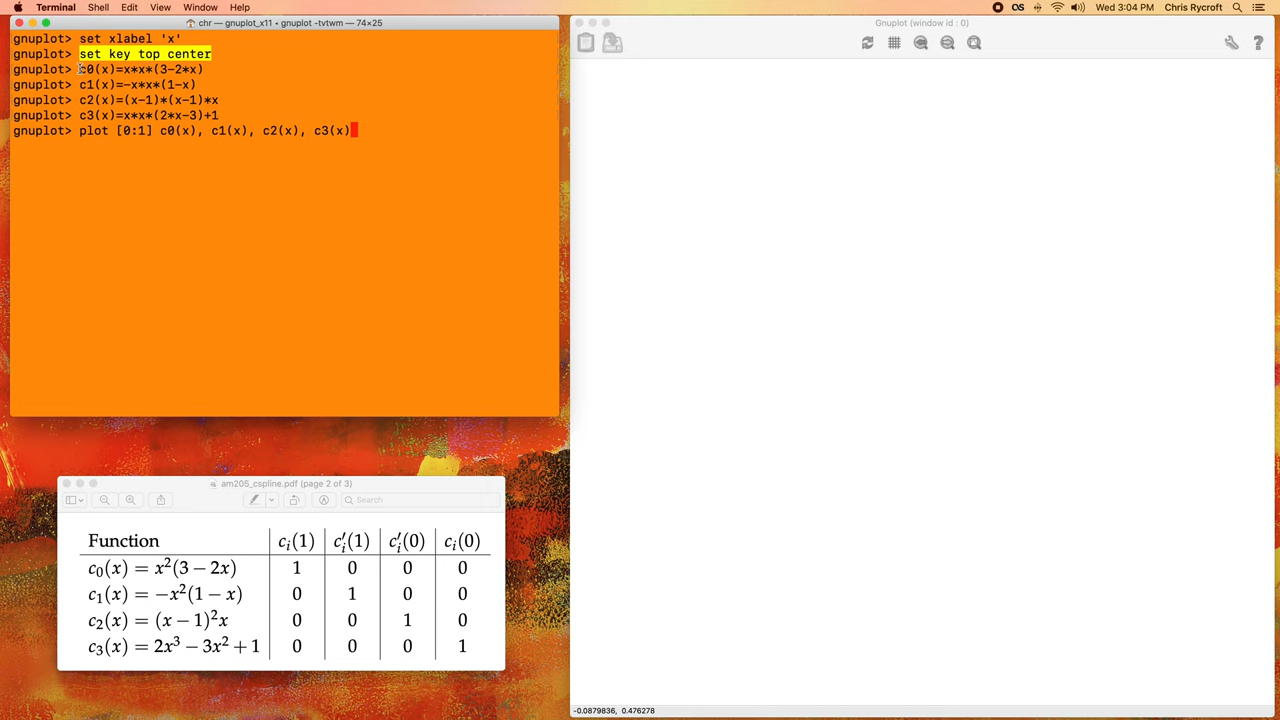 Terminal Shell Edit View Window Help
OS Wed 3:04 PM Chris Rycroft
chr — gnuplot_x11 • gnuplot -tvtwm — 74×25
gnuplot> set xlabel 'x'
gnuplot> set key top center
gnuplot> c0(x)=x*x*(3-2*x)
gnuplot> c1(x)=-x*x*(1-x)
gnuplot> c2(x)=(x-1)*(x-1)*x
gnuplot> c3(x)=x*x*(2*x-3)+1
gnuplot> plot [0:1] c0(x), c1(x), c2(x), c3(x)
Gnuplot (window id : 0)
?
-0.0879836, 0.476278
am205_cspline.pdf (page 2 of 3)
Search
Function cᵢ(1) cᵢ′(1) cᵢ′(0) cᵢ(0)
c₀(x) = x²(3 − 2x) 1 0 0 0
c₁(x) = −x²(1 − x) 0 1 0 0
c₂(x) = (x − 1)²x 0 0 1 0
c₃(x) = 2x³ − 3x² + 1 0 0 0 1